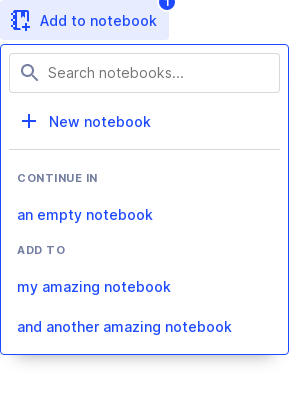 1
Add to notebook
Search notebooks...
New notebook
CONTINUE IN
an empty notebook
ADD TO
my amazing notebook
and another amazing notebook